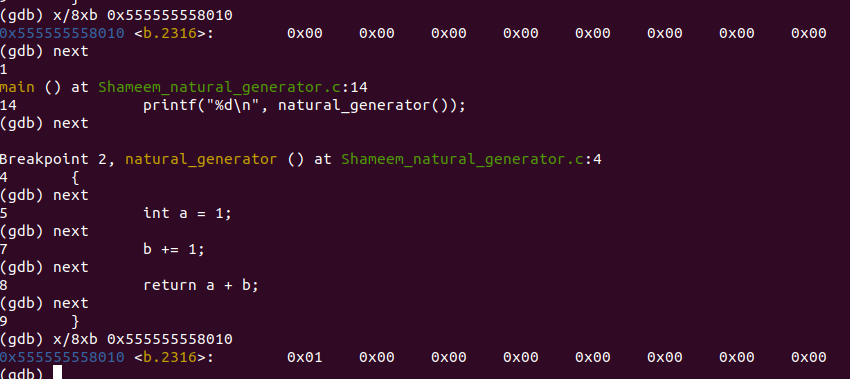 (gdb) x/8xb 0x555555558010
0x555555558010 <b.2316>:        0x00    0x00    0x00    0x00    0x00    0x00    0x00    0x00
(gdb) next
1
main () at Shameem_natural_generator.c:14
14              printf("%d\n", natural_generator());
(gdb) next

Breakpoint 2, natural_generator () at Shameem_natural_generator.c:4
4       {
(gdb) next
5               int a = 1;
(gdb) next
7               b += 1;
(gdb) next
8               return a + b;
(gdb) next
9       }
(gdb) x/8xb 0x555555558010
0x555555558010 <b.2316>:        0x01    0x00    0x00    0x00    0x00    0x00    0x00    0x00
(gdb)